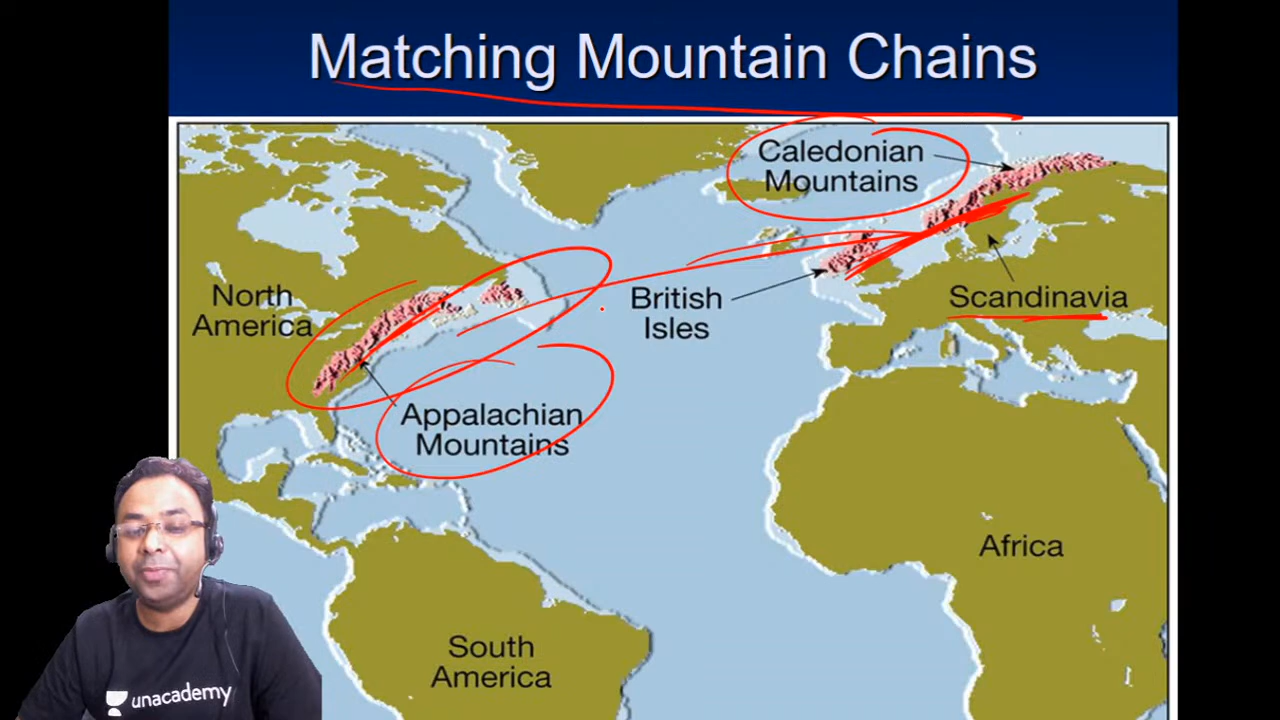 Matching Mountain Chains
Caledonian
Mountains
North
America
British
Isles
Scandinavia
Appalachian
Mountains
Africa
South
America
unacademy